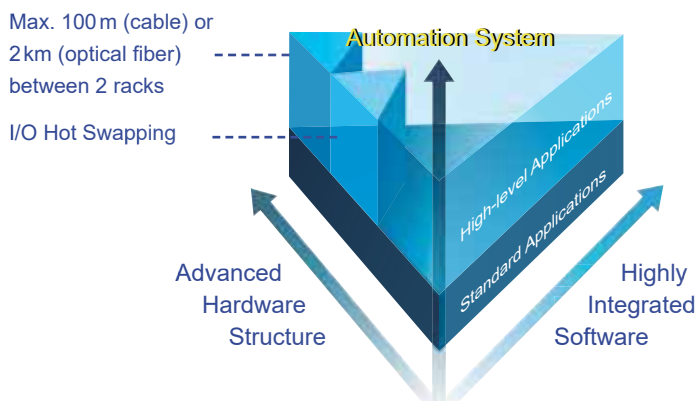 Max. 100 m (cable) or
2 km (optical fiber)
between 2 racks
I/O Hot Swapping
Automation System
High-level Applications
Standard Applications
Advanced
Hardware
Structure
Highly
Integrated
Software